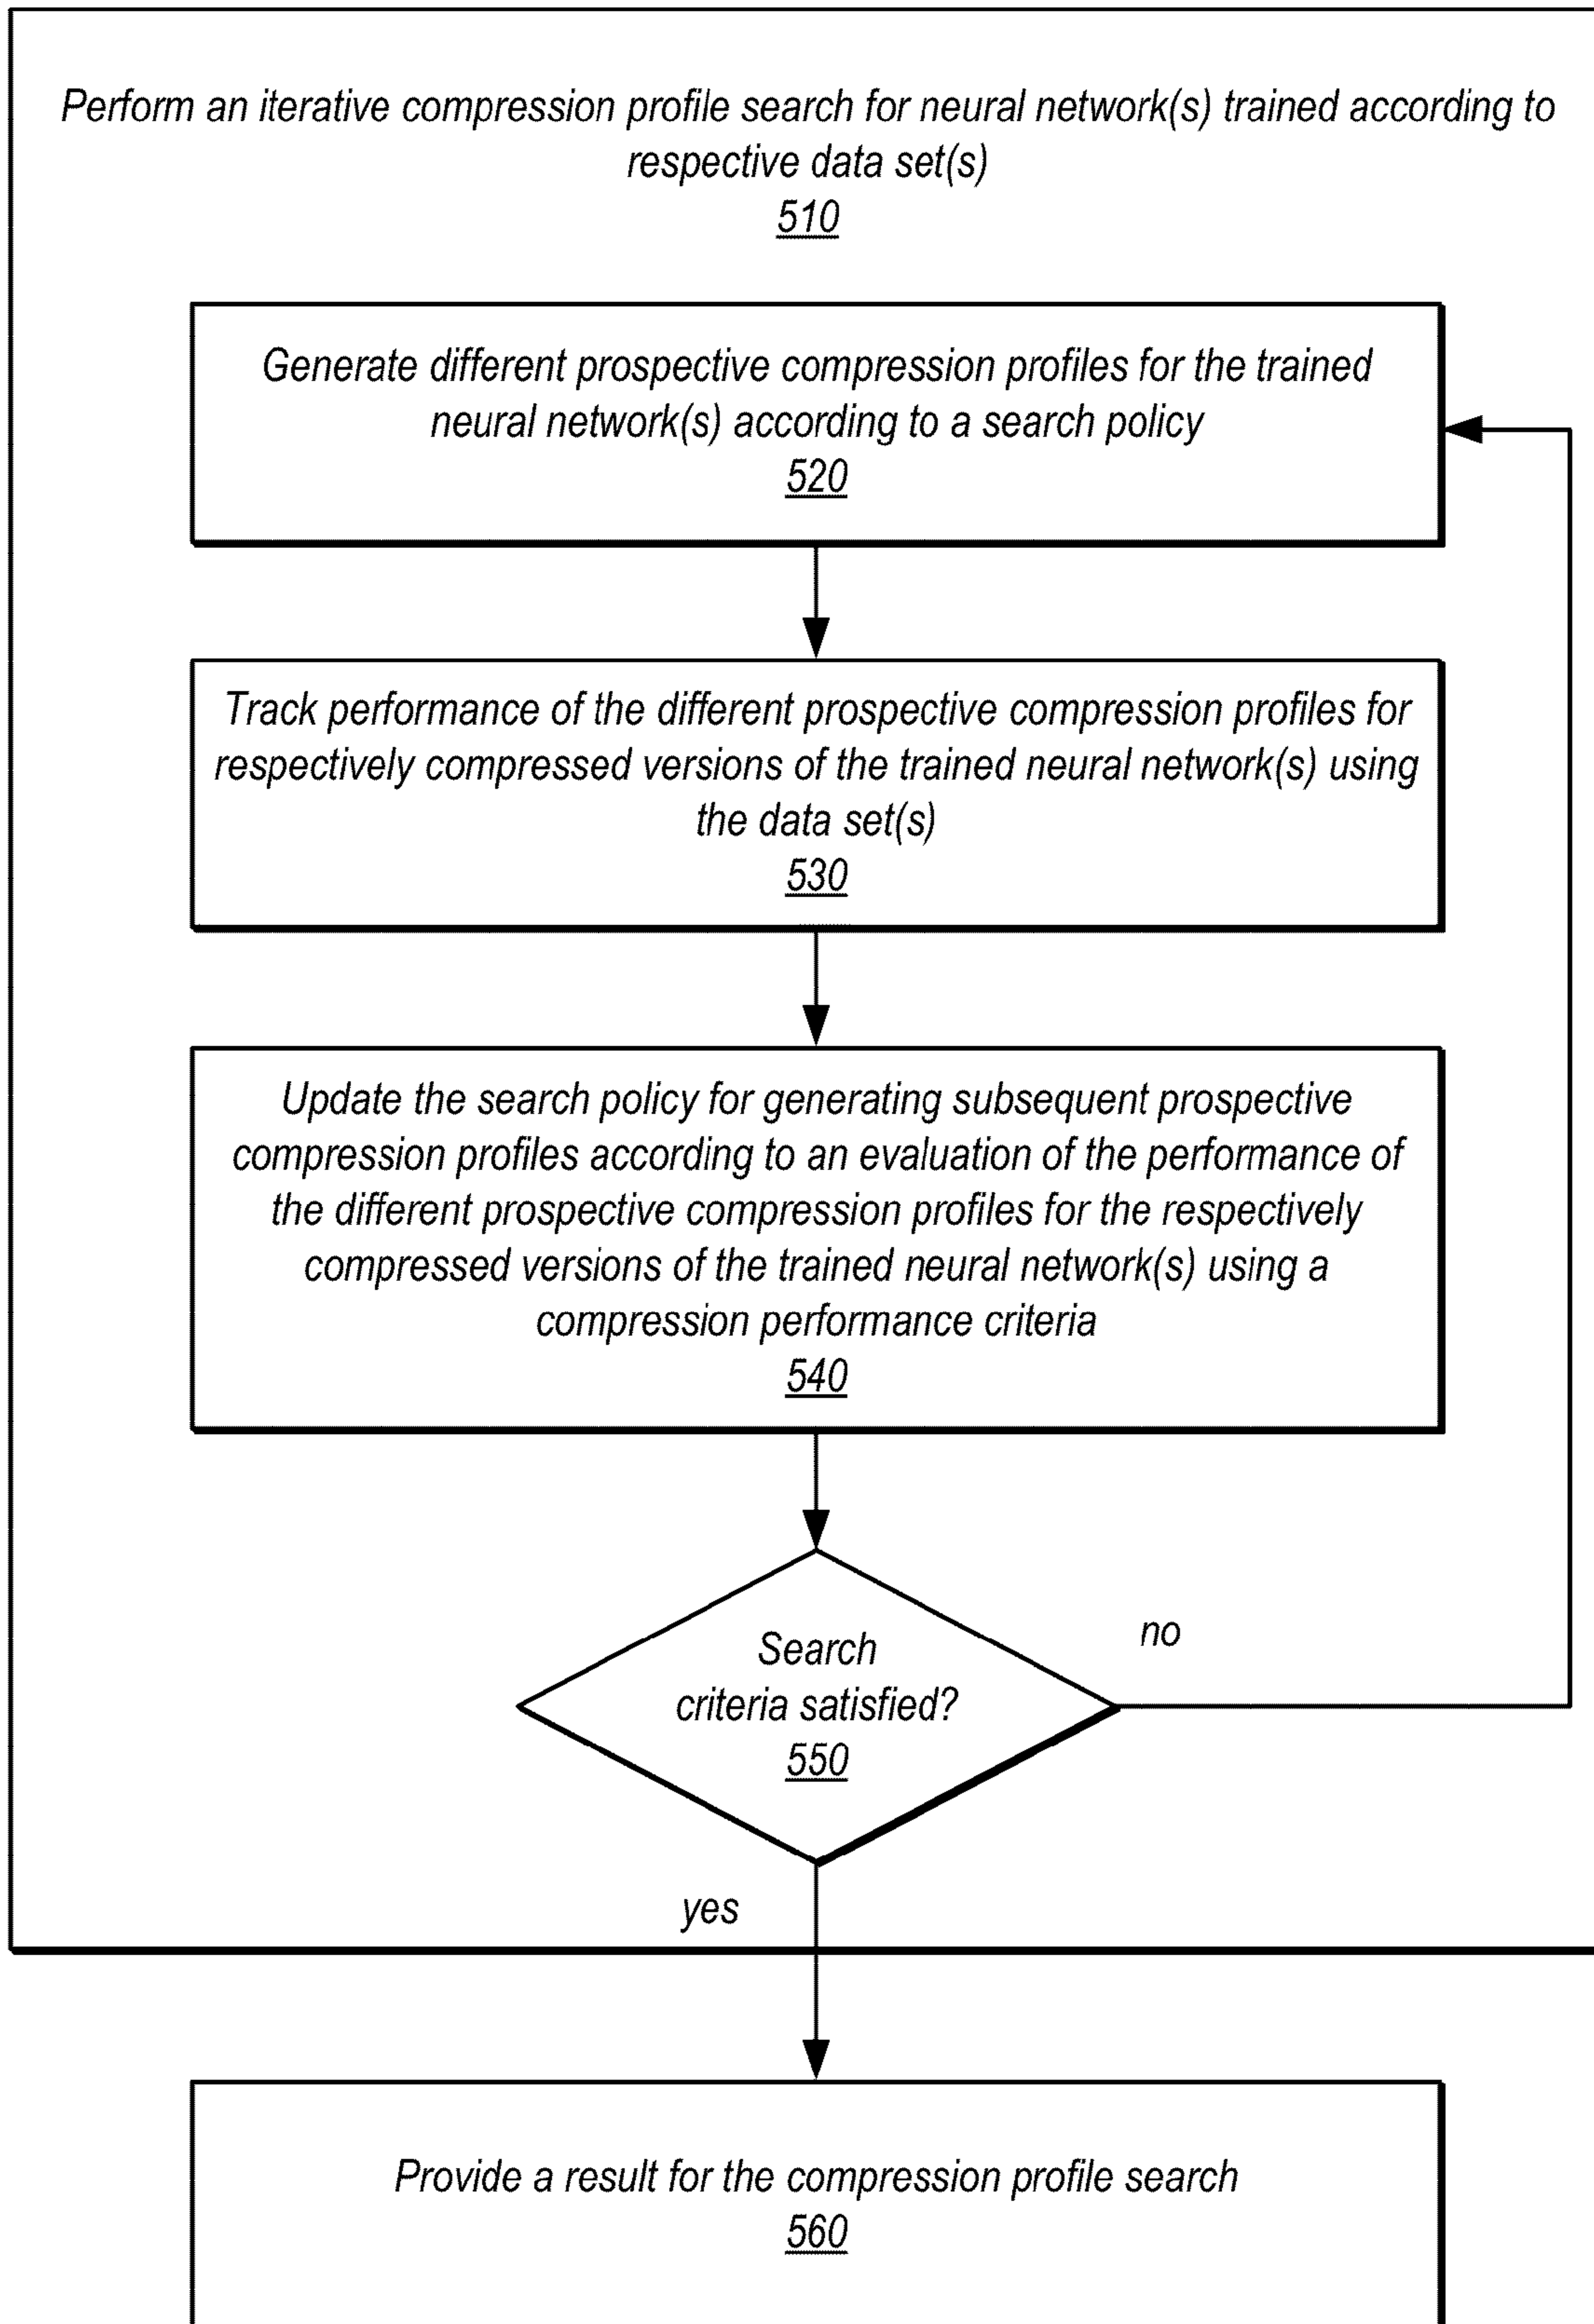 Perform an iterative compression profile search for neural network(s) trained according to
respective data set(s)
510
Generate different prospective compression profiles for the trained
neural network(s) according to a search policy
520
Track performance of the different prospective compression profiles for
respectively compressed versions of the trained neural network(s) using
the data set(s)
530
Update the search policy for generating subsequent prospective
compression profiles according to an evaluation of the performance of
the different prospective compression profiles for the respectively
compressed versions of the trained neural network(s) using a
compression performance criteria
540
no
Search
criteria satisfied?
550
yes
Provide a result for the compression profile search
560